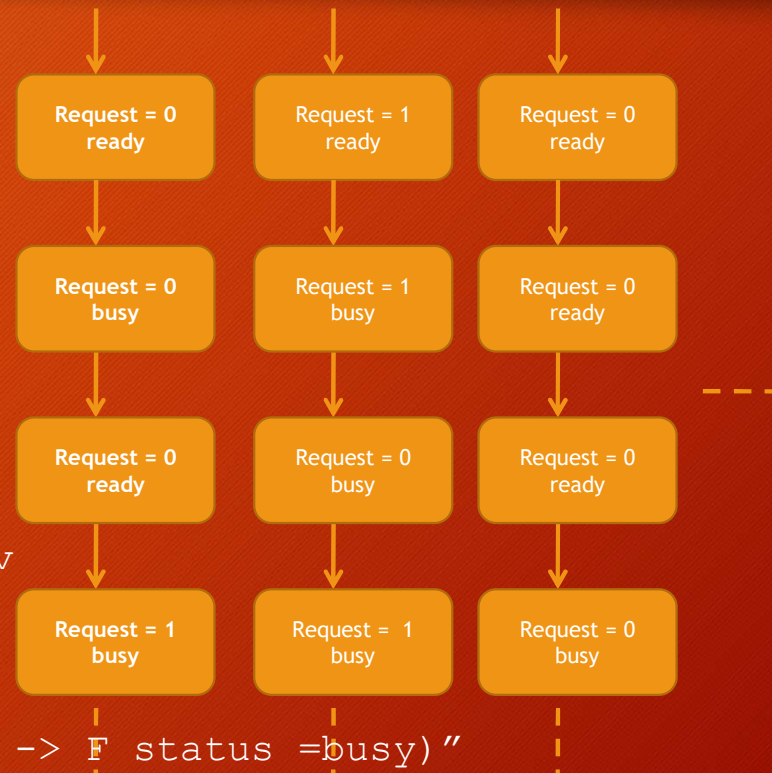 Request = 0
ready
Request = 1
ready
Request = 0
ready
Request = 0
busy
Request = 1
busy
Request = 0
ready
Request = 0
ready
Request = 0
busy
Request = 0
ready
Request = 1
busy
Request = 1
busy
Request = 0
busy
-> F status =busy)”